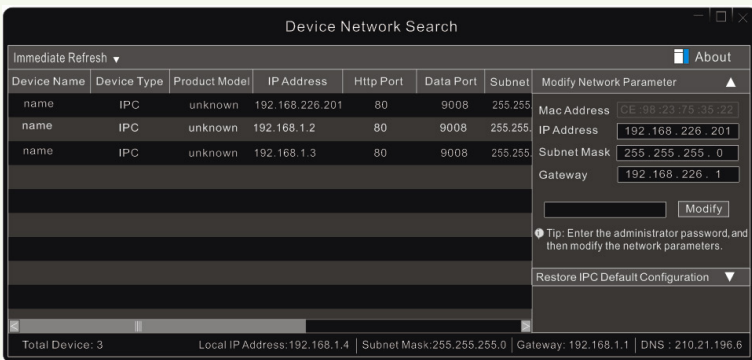 Device Network Search
Immediate Refresh
About
Device Name Device Type Product Model IP Address Http Port Data Port Subnet
name IPC unknown 192.168.226.201 80 9008 255.255
name IPC unknown 192.168.1.2 80 9008 255.255.
name IPC unknown 192.168.1.3 80 9008 255.255.
Modify Network Parameter
Mac Address CE :98 :23 :75 :35 :22
IP Address 192 .168 . 226 . 201
Subnet Mask 255 . 255 . 255 . 0
Gateway 192 .168 . 226 . 1
Modify
Tip: Enter the administrator password,and
then modify the network parameters.
Restore IPC Default Configuration
Total Device: 3 Local IP Address:192.168.1.4 Subnet Mask:255.255.255.0 Gateway: 192.168.1.1 DNS : 210.21.196.6